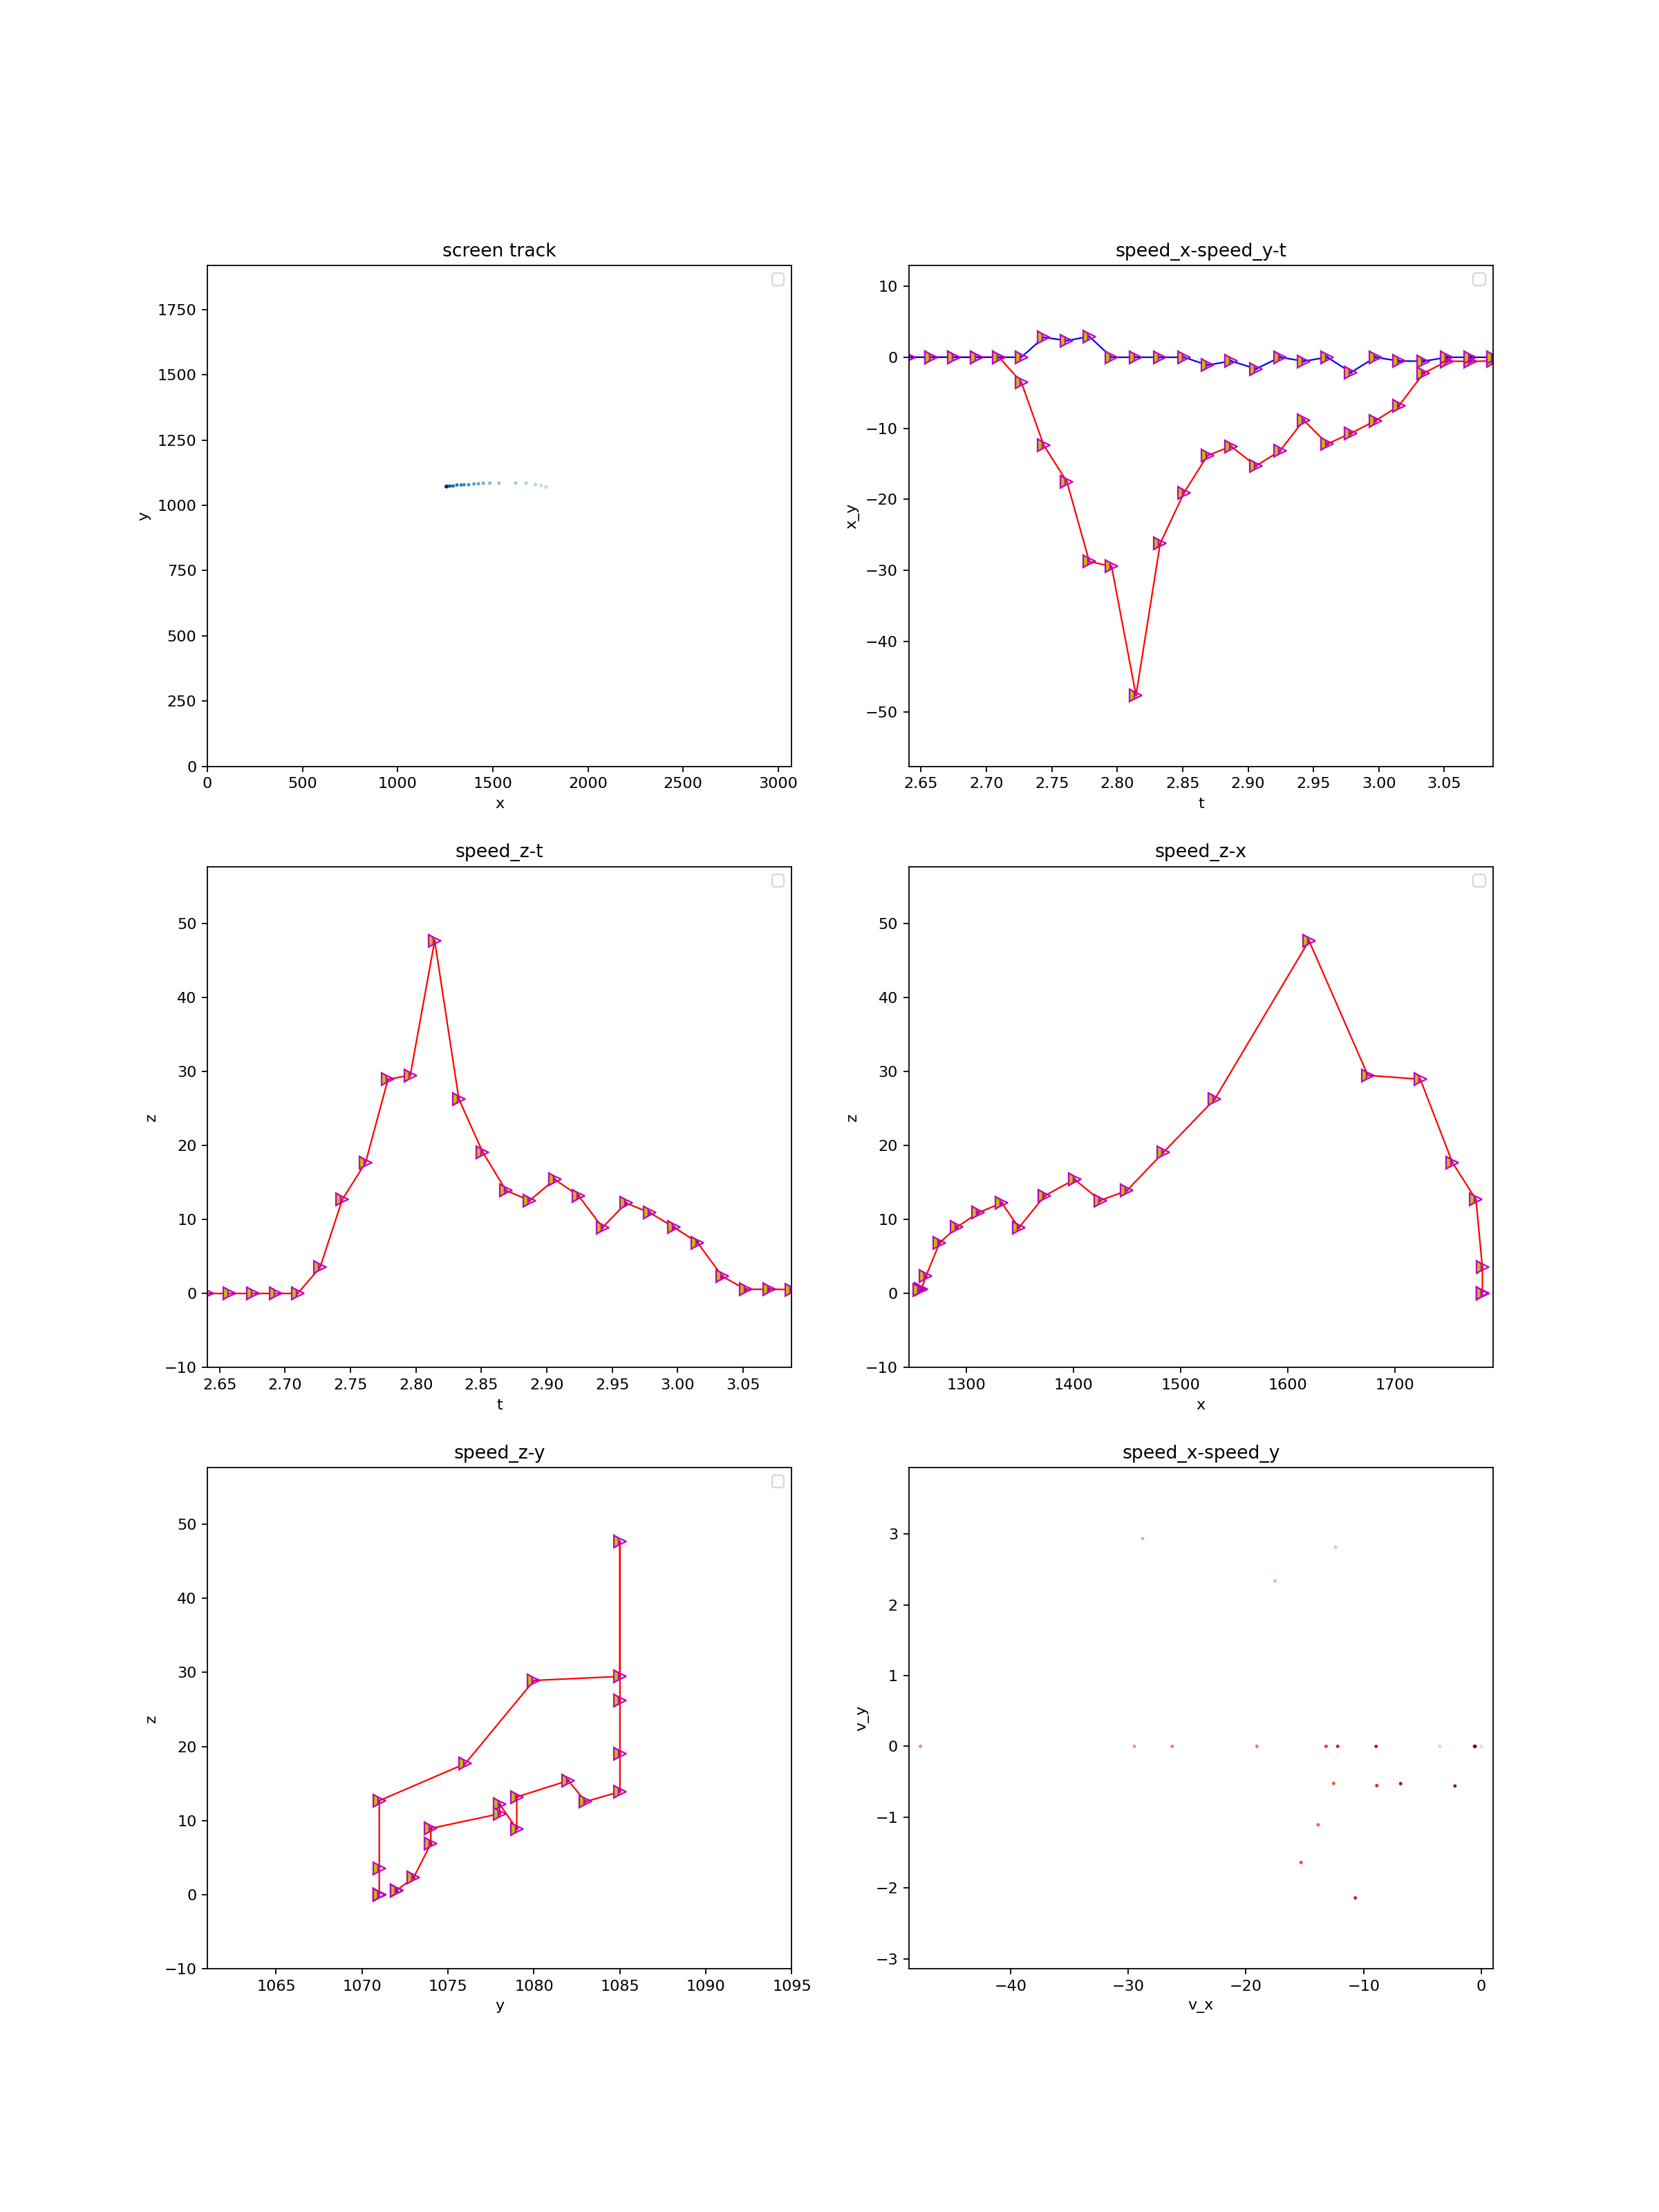 screen track
1750
1500
1250
1000
750
500
250
0
y
0 500 1000 1500 2000 2500 3000
x
speed_x-speed_y-t
10
0
−10
−20
−30
−40
−50
x_y
2.65 2.70 2.75 2.80 2.85 2.90 2.95 3.00 3.05
t
speed_z-t
50
40
30
20
10
0
−10
z
2.65 2.70 2.75 2.80 2.85 2.90 2.95 3.00 3.05
t
speed_z-x
50
40
30
20
10
0
−10
z
1300 1400 1500 1600 1700
x
speed_z-y
50
40
30
20
10
0
−10
z
1065 1070 1075 1080 1085 1090 1095
y
speed_x-speed_y
3
2
1
0
−1
−2
−3
v_y
−40 −30 −20 −10 0
v_x